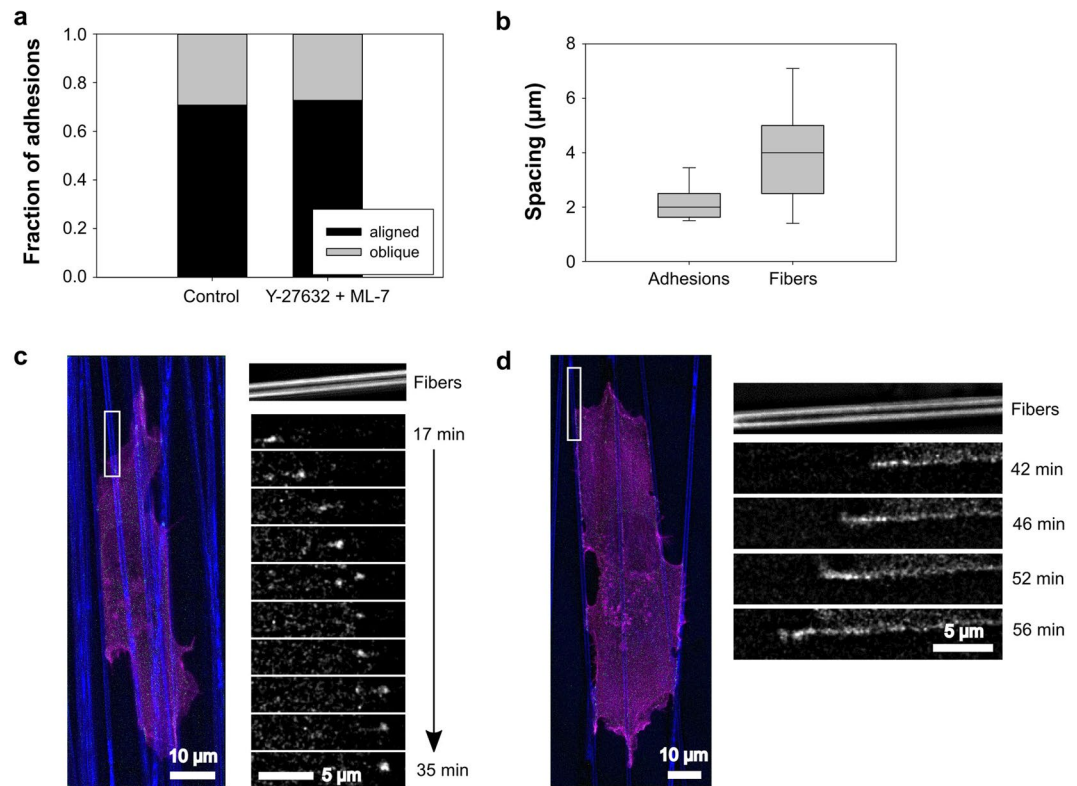 a
Fraction of adhesions
1.0
0.8
0.6
0.4
0.2
0.0
aligned
oblique
Control
Y-27632 + ML-7
b
Spacing (µm)
8
6
4
2
0
Adhesions
Fibers
c
10 µm
Fibers
17 min
35 min
5 µm
d
10 µm
Fibers
42 min
46 min
52 min
56 min
5 µm